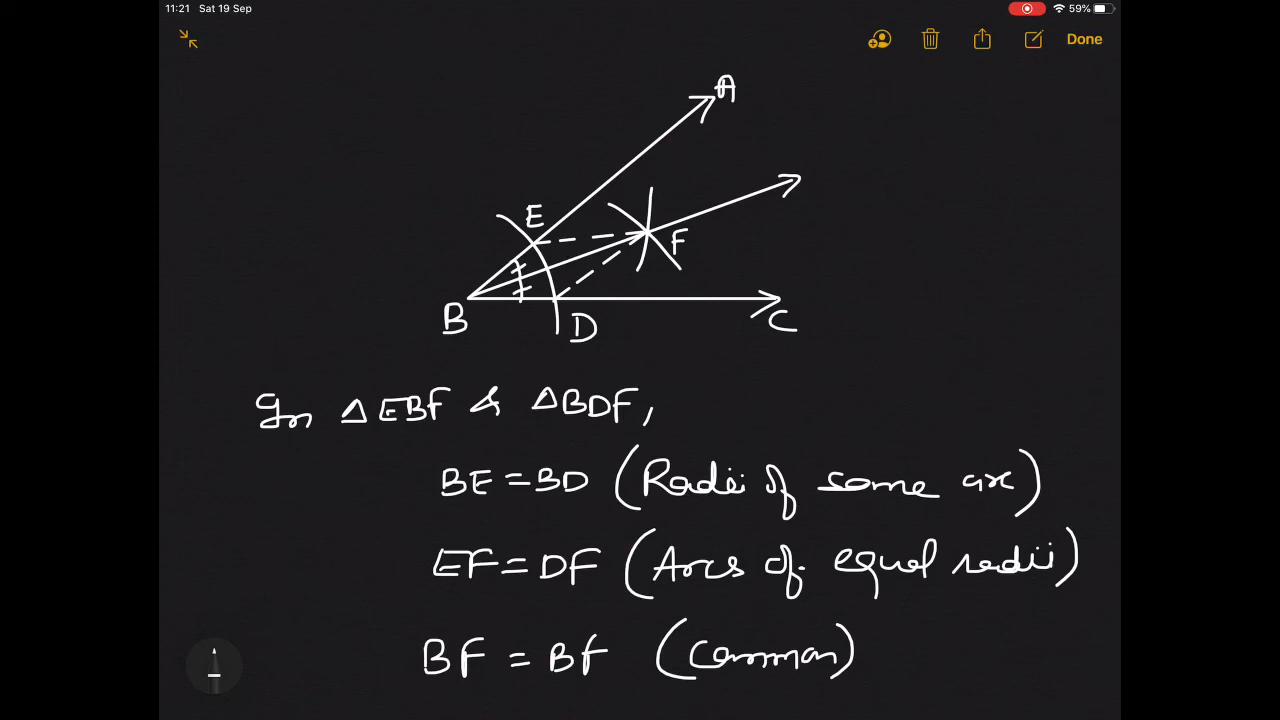 11:21 Sat 19 Sep 59%
Done
A
E
F
B D C
In △EBF & △BDF,
BE = BD (Radii of same arc)
EF = DF (Arcs of equal radii)
BF = BF (Common)